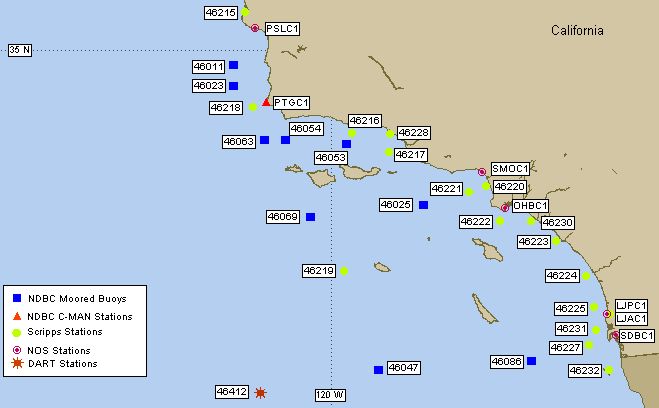 46215
PSLC1
California
35 N
46011
46023
46218
PTGC1
46063
46054
46216
46228
46053
46217
SMOC1
46221
46220
46025
OHBC1
46069
46222
46230
46223
46219
46224
46225
LJPC1
LJAC1
46231
SDBC1
46227
46086
46047
46232
46412
120 W
NDBC Moored Buoys
NDBC C-MAN Stations
Scripps Stations
NOS Stations
DART Stations